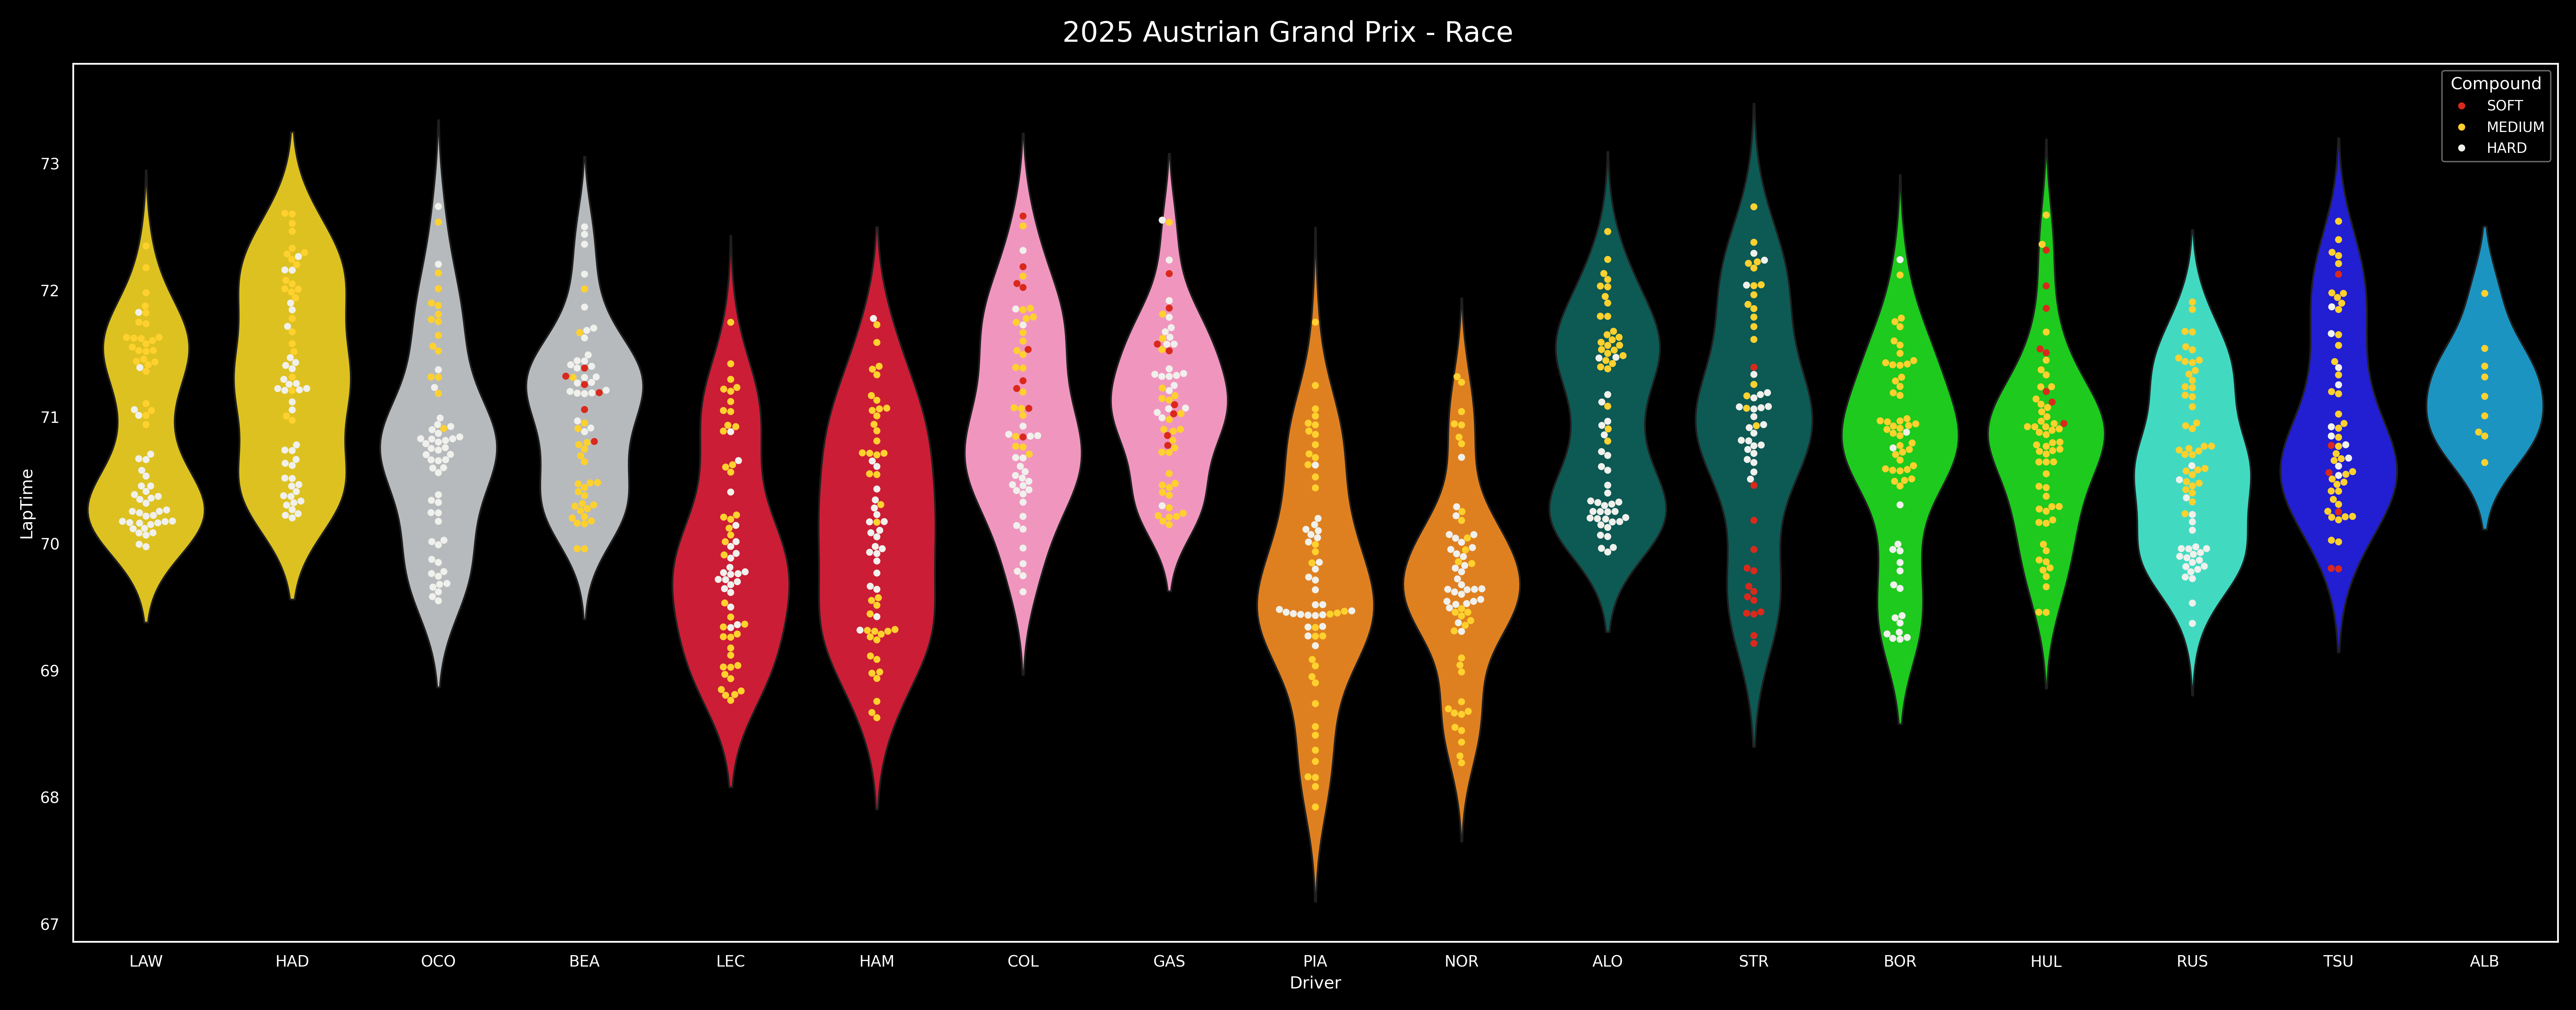 2025 Austrian Grand Prix - Race
Compound
SOFT
MEDIUM
HARD
73
72
71
70
69
68
67
LapTime
LAW HAD OCO BEA LEC HAM COL GAS PIA NOR ALO STR BOR HUL RUS TSU ALB
Driver